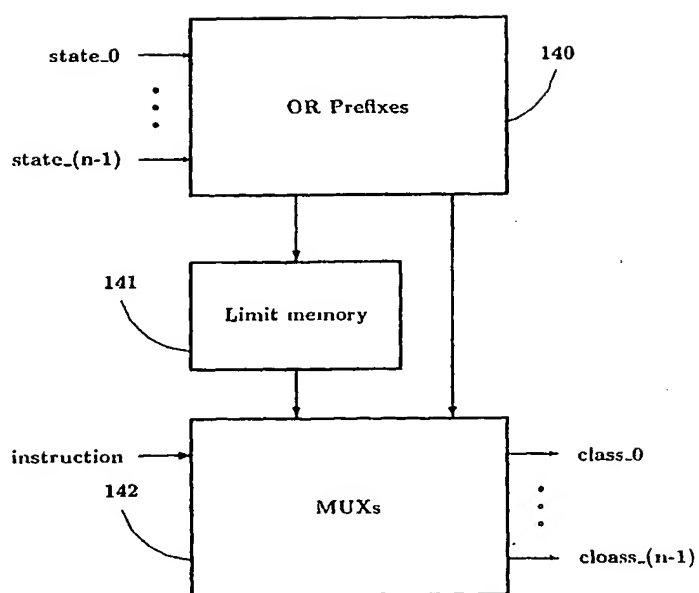 state_0
140
OR Prefixes
state_(n-1)
141
Limit memory
instruction
class_0
142
MUXs
cloass_(n-1)